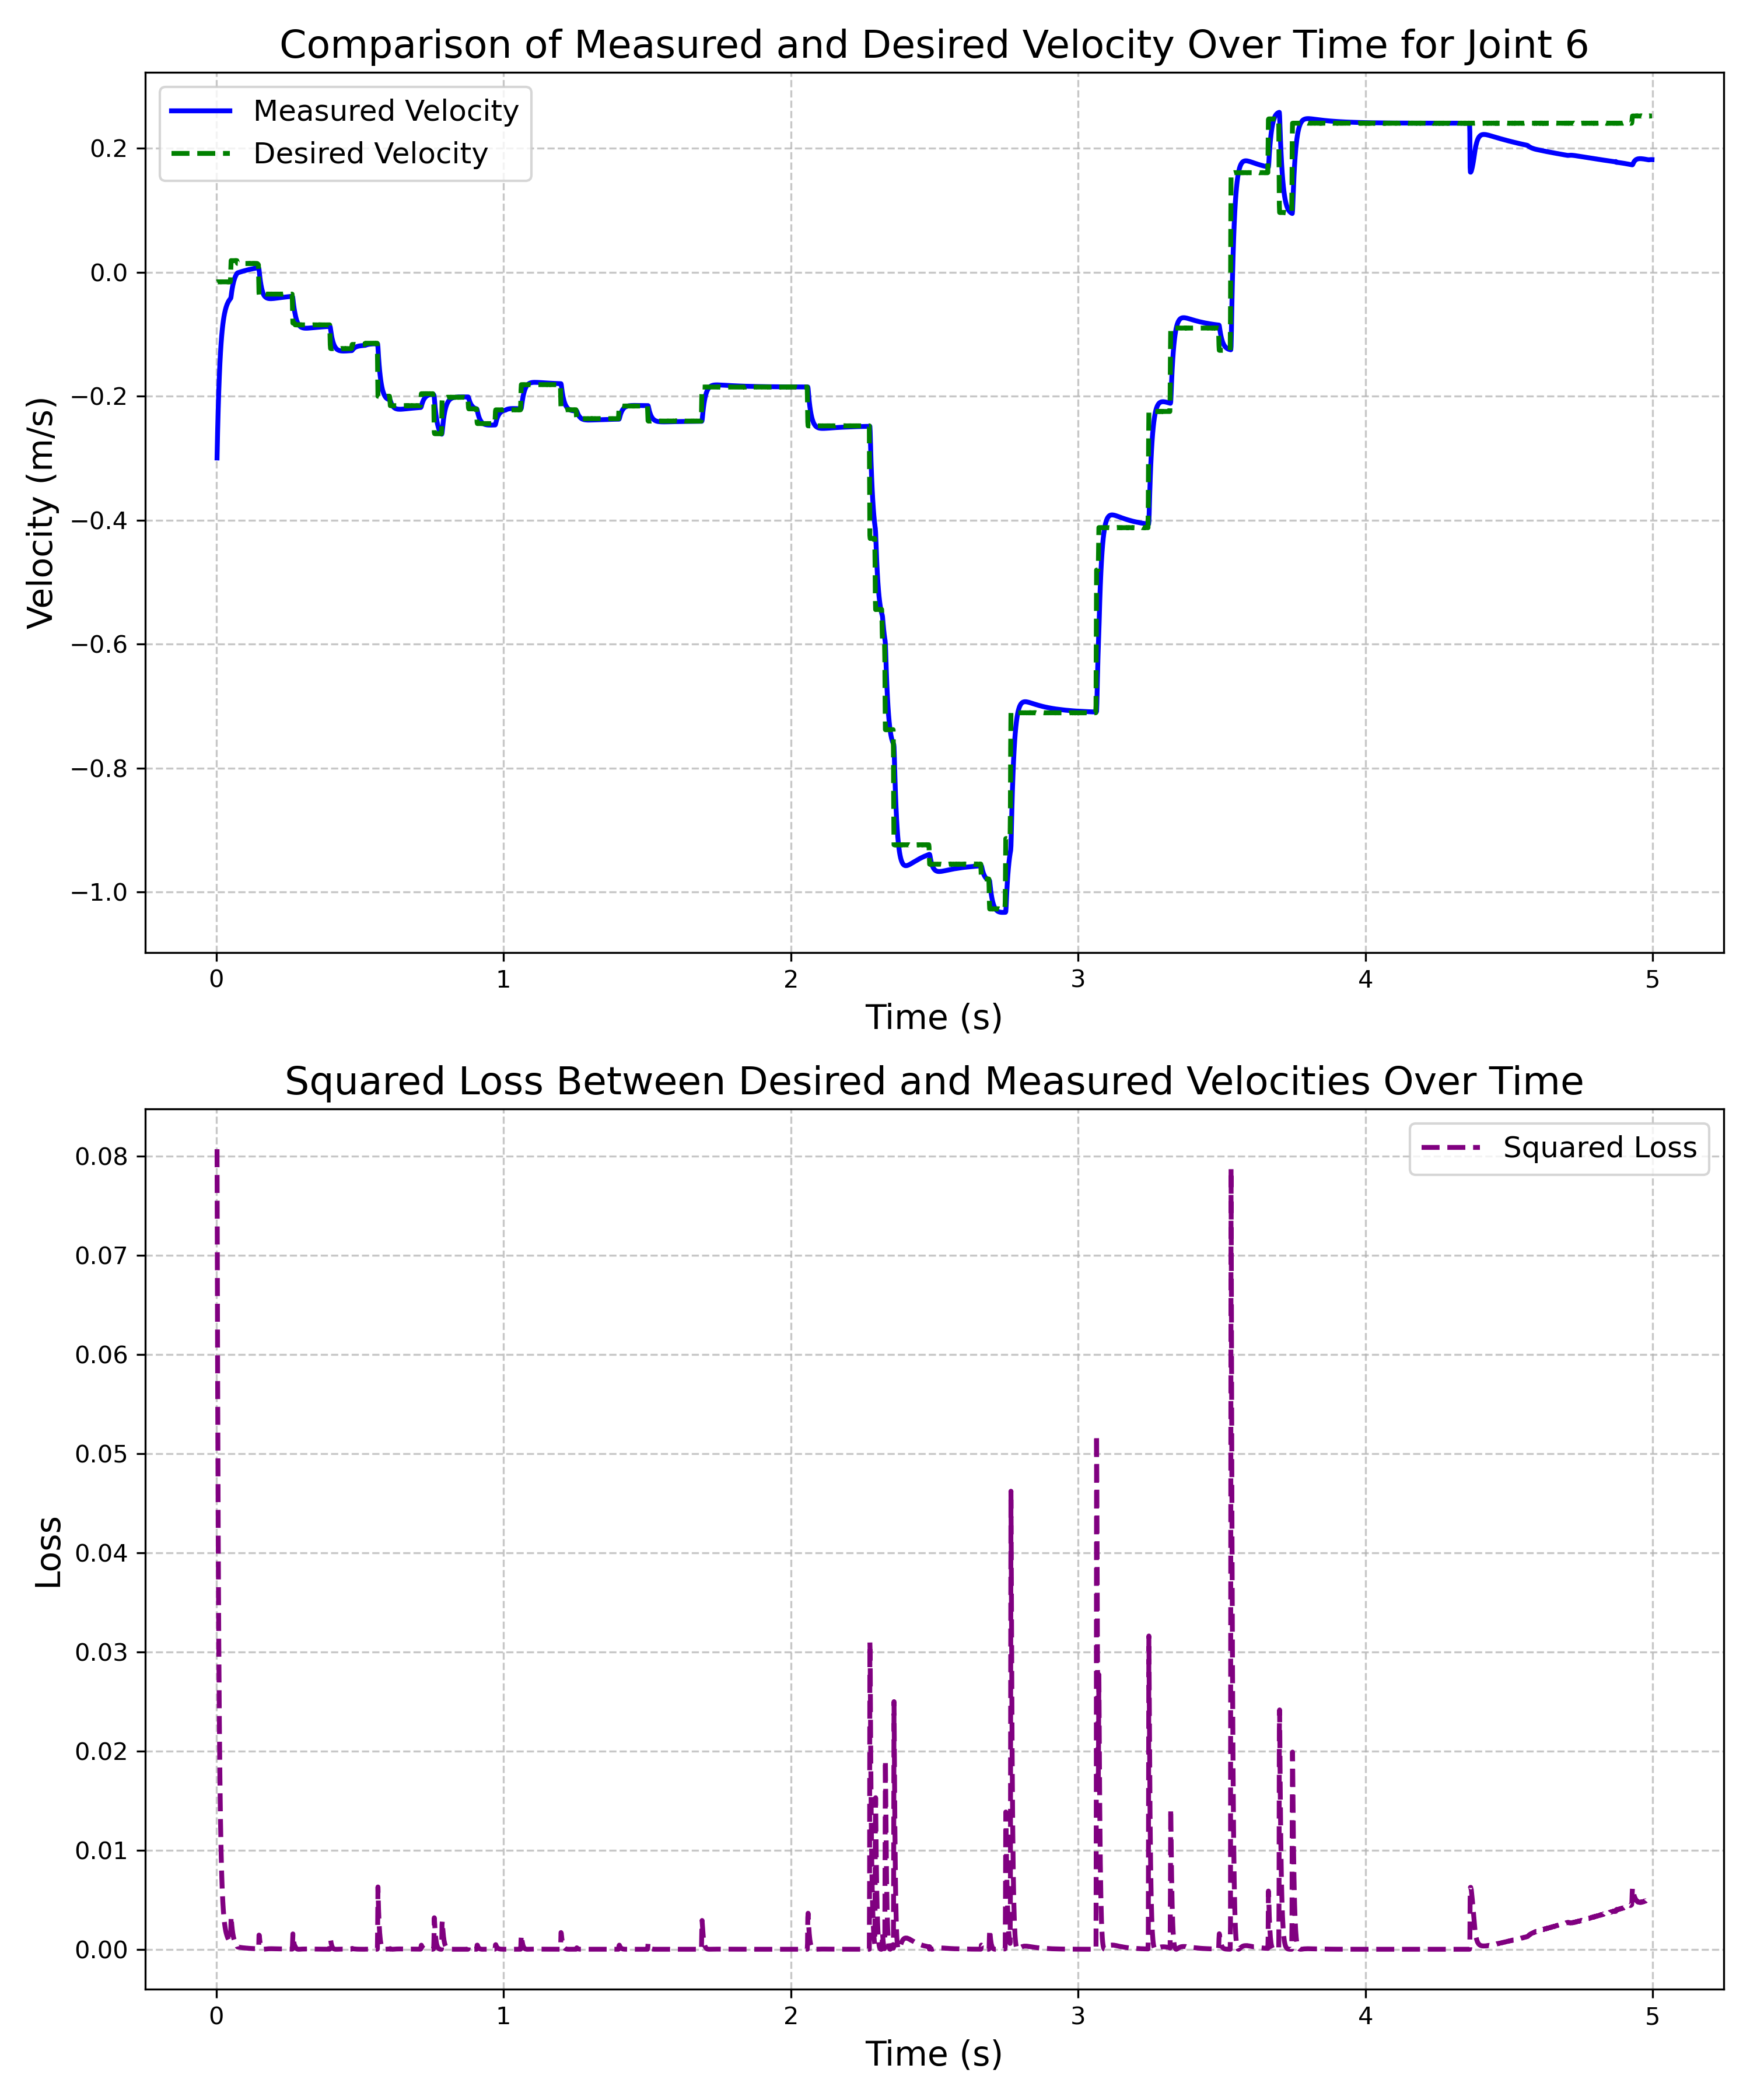 Comparison of Measured and Desired Velocity Over Time for Joint 6
Measured Velocity
Desired Velocity
0.2
0.0
−0.2
−0.4
−0.6
−0.8
−1.0
Velocity (m/s)
0 1 2 3 4 5
Time (s)
Squared Loss Between Desired and Measured Velocities Over Time
Squared Loss
0.08
0.07
0.06
0.05
0.04
0.03
0.02
0.01
0.00
Loss
0 1 2 3 4 5
Time (s)